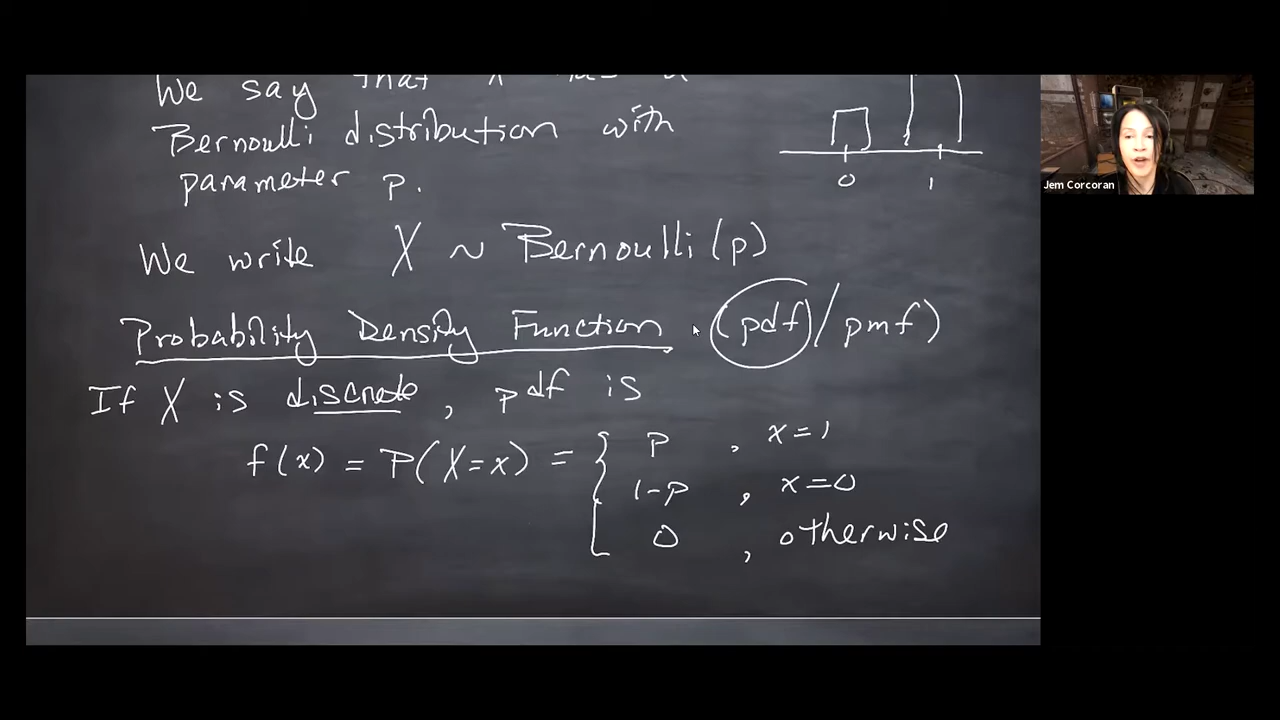 We say that X has a
Bernoulli distribution with
parameter p.
0 1
We write X ~ Bernoulli(p)
Probability Density Function (pdf/pmf)
If X is discrete, pdf is
f(x) = P(X=x) = { p , x=1
1-p , x=0
0 , otherwise
Jem Corcoran